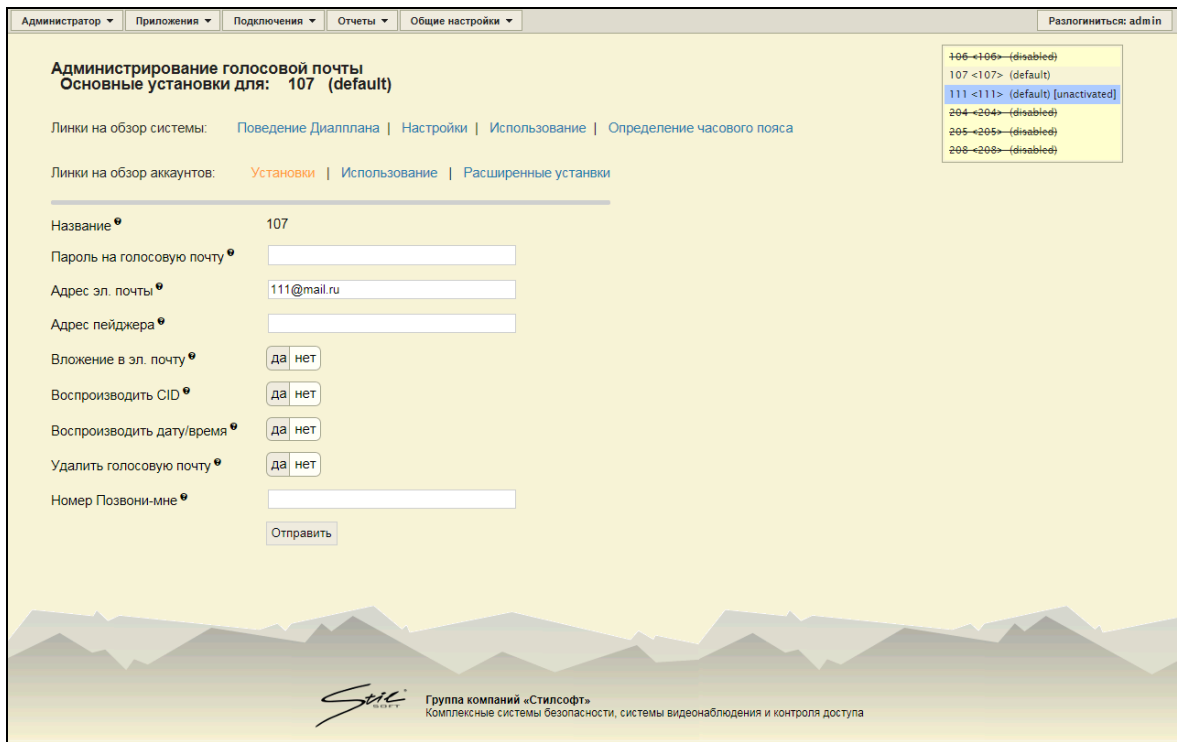 Администратор Приложения Подключения Отчеты Общие настройки Разлогиниться: admin
106 <106> (disabled)
107 <107> (default)
111 <111> (default) [unactivated]
204 <204> (disabled)
205 <205> (disabled)
208 <208> (disabled)
Администрирование голосовой почты
Основные установки для: 107 (default)
Линки на обзор системы: Поведение Диалплана | Настройки | Использование | Определение часового пояса
Линки на обзор аккаунтов: Установки | Использование | Расширенные устанвки
Название 107
Пароль на голосовую почту
Адрес эл. почты 111@mail.ru
Адрес пейджера
Вложение в эл. почту да нет
Воспроизводить CID да нет
Воспроизводить дату/время да нет
Удалить голосовую почту да нет
Номер Позвони-мне
Отправить
Stil SOFT
Группа компаний «Стилсофт»
Комплексные системы безопасности, системы видеонаблюдения и контроля доступа